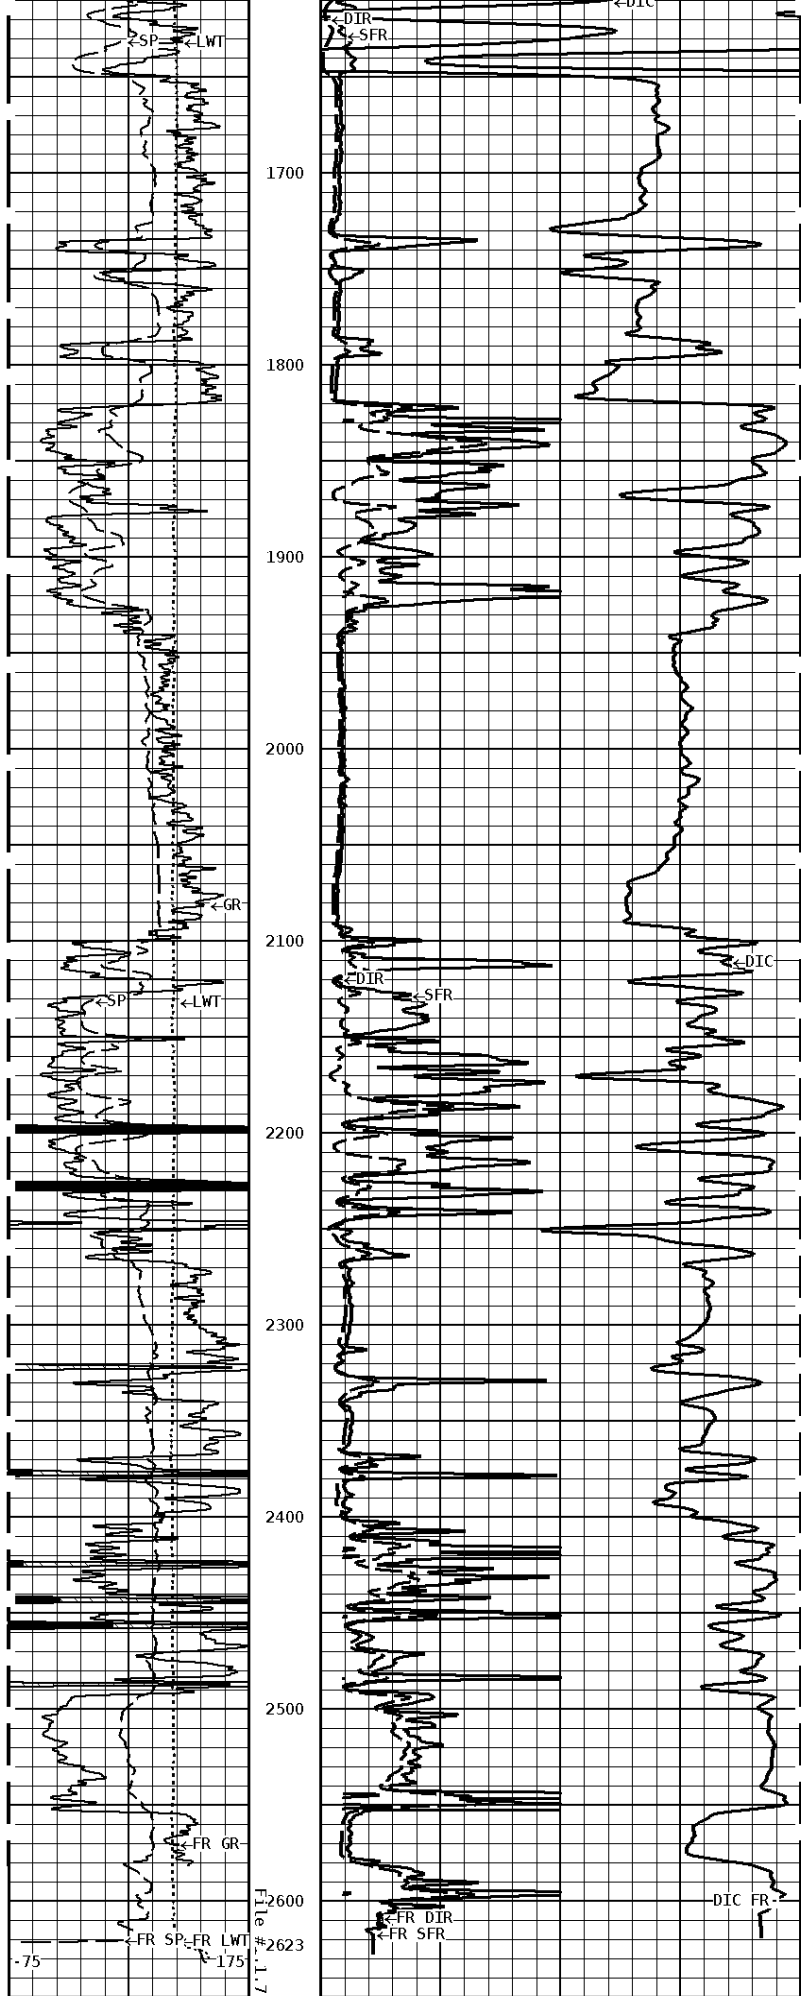 DIC
←DIR
←SP ←LWT ←SFR
1700
1800
1900
2000
←GR
2100
←DIC
←DIR
←SP ←LWT ←SFR
2200
2300
2400
2500
←FR GR
2600 DIC FR
←FR DIR
←FR SP ←FR LWT ←FR SFR
2623
-75 175
File #
1.7